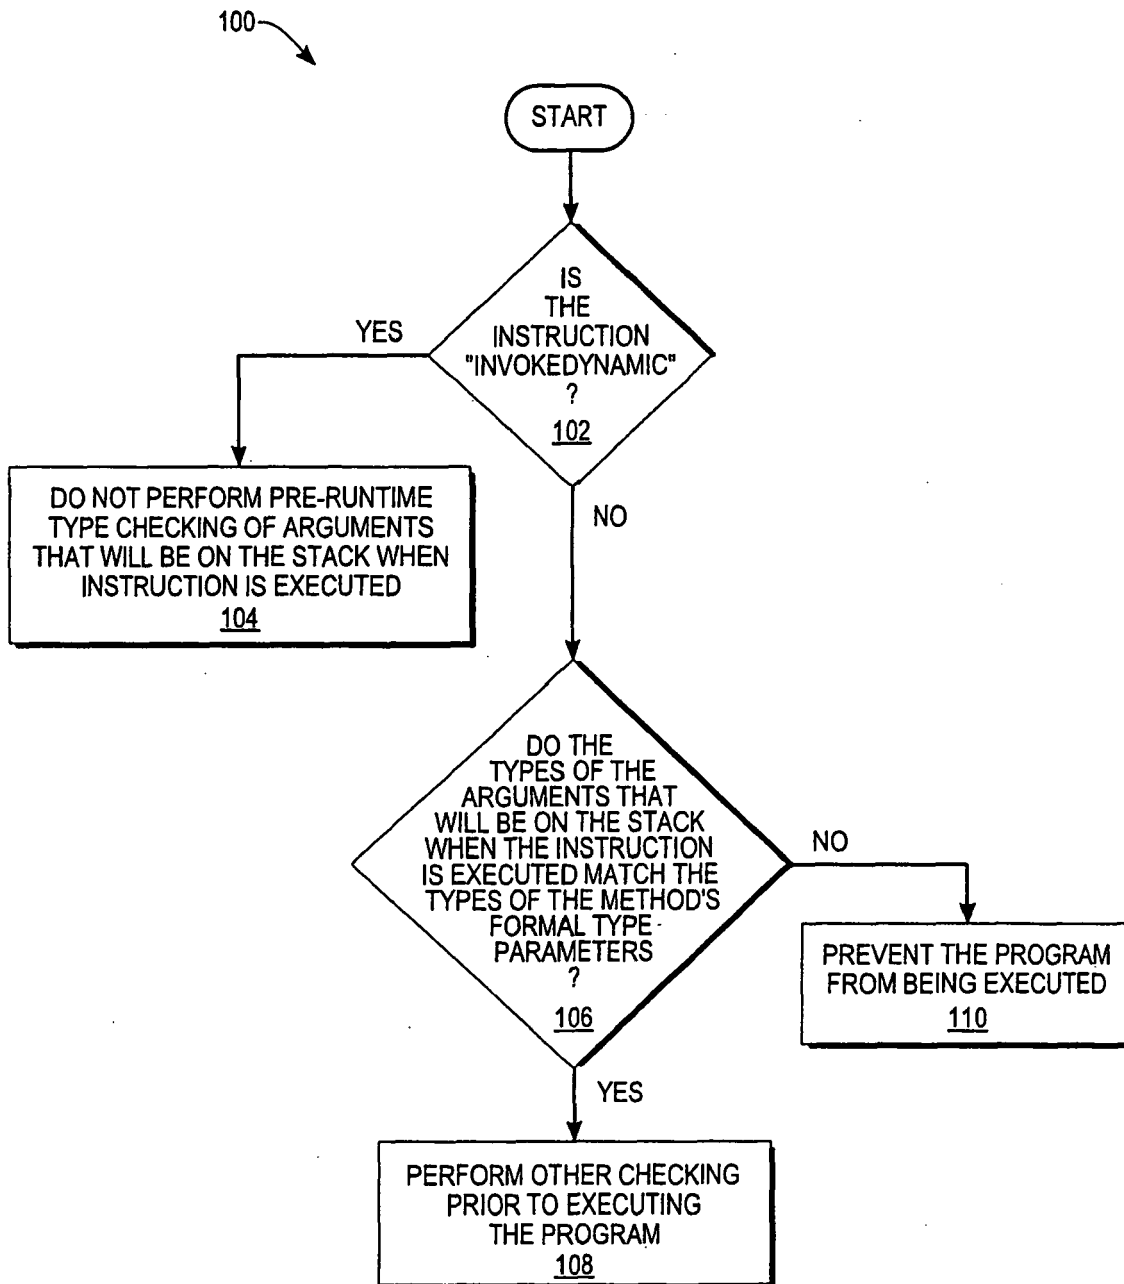 100
START
IS
THE
INSTRUCTION
"INVOKEDYNAMIC"
?
102
YES
NO
DO NOT PERFORM PRE-RUNTIME
TYPE CHECKING OF ARGUMENTS
THAT WILL BE ON THE STACK WHEN
INSTRUCTION IS EXECUTED
104
DO THE
TYPES OF THE
ARGUMENTS THAT
WILL BE ON THE STACK
WHEN THE INSTRUCTION
IS EXECUTED MATCH THE
TYPES OF THE METHOD'S
FORMAL TYPE
PARAMETERS
?
106
NO
PREVENT THE PROGRAM
FROM BEING EXECUTED
110
YES
PERFORM OTHER CHECKING
PRIOR TO EXECUTING
THE PROGRAM
108